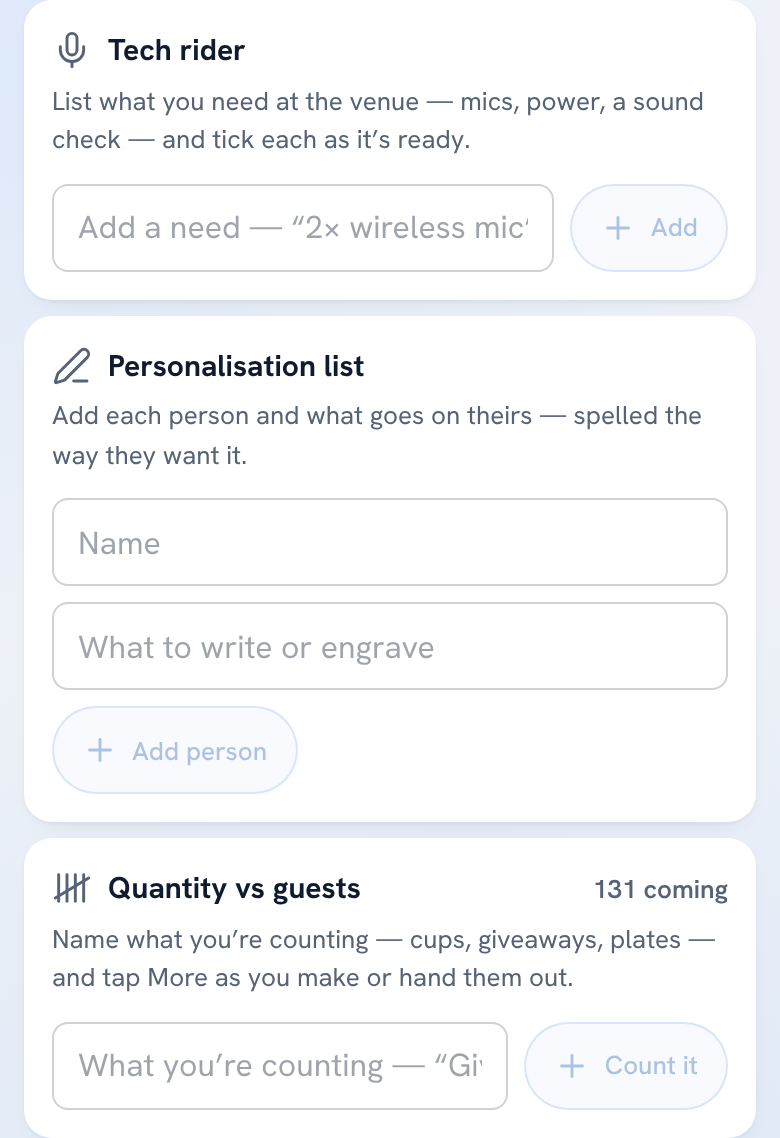 Tech rider
List what you need at the venue — mics, power, a sound
check — and tick each as it’s ready.
Add a need — “2× wireless mic”
Add
Personalisation list
Add each person and what goes on theirs — spelled the
way they want it.
Name
What to write or engrave
Add person
Quantity vs guests
131 coming
Name what you’re counting — cups, giveaways, plates —
and tap More as you make or hand them out.
What you’re counting — “Giv
Count it